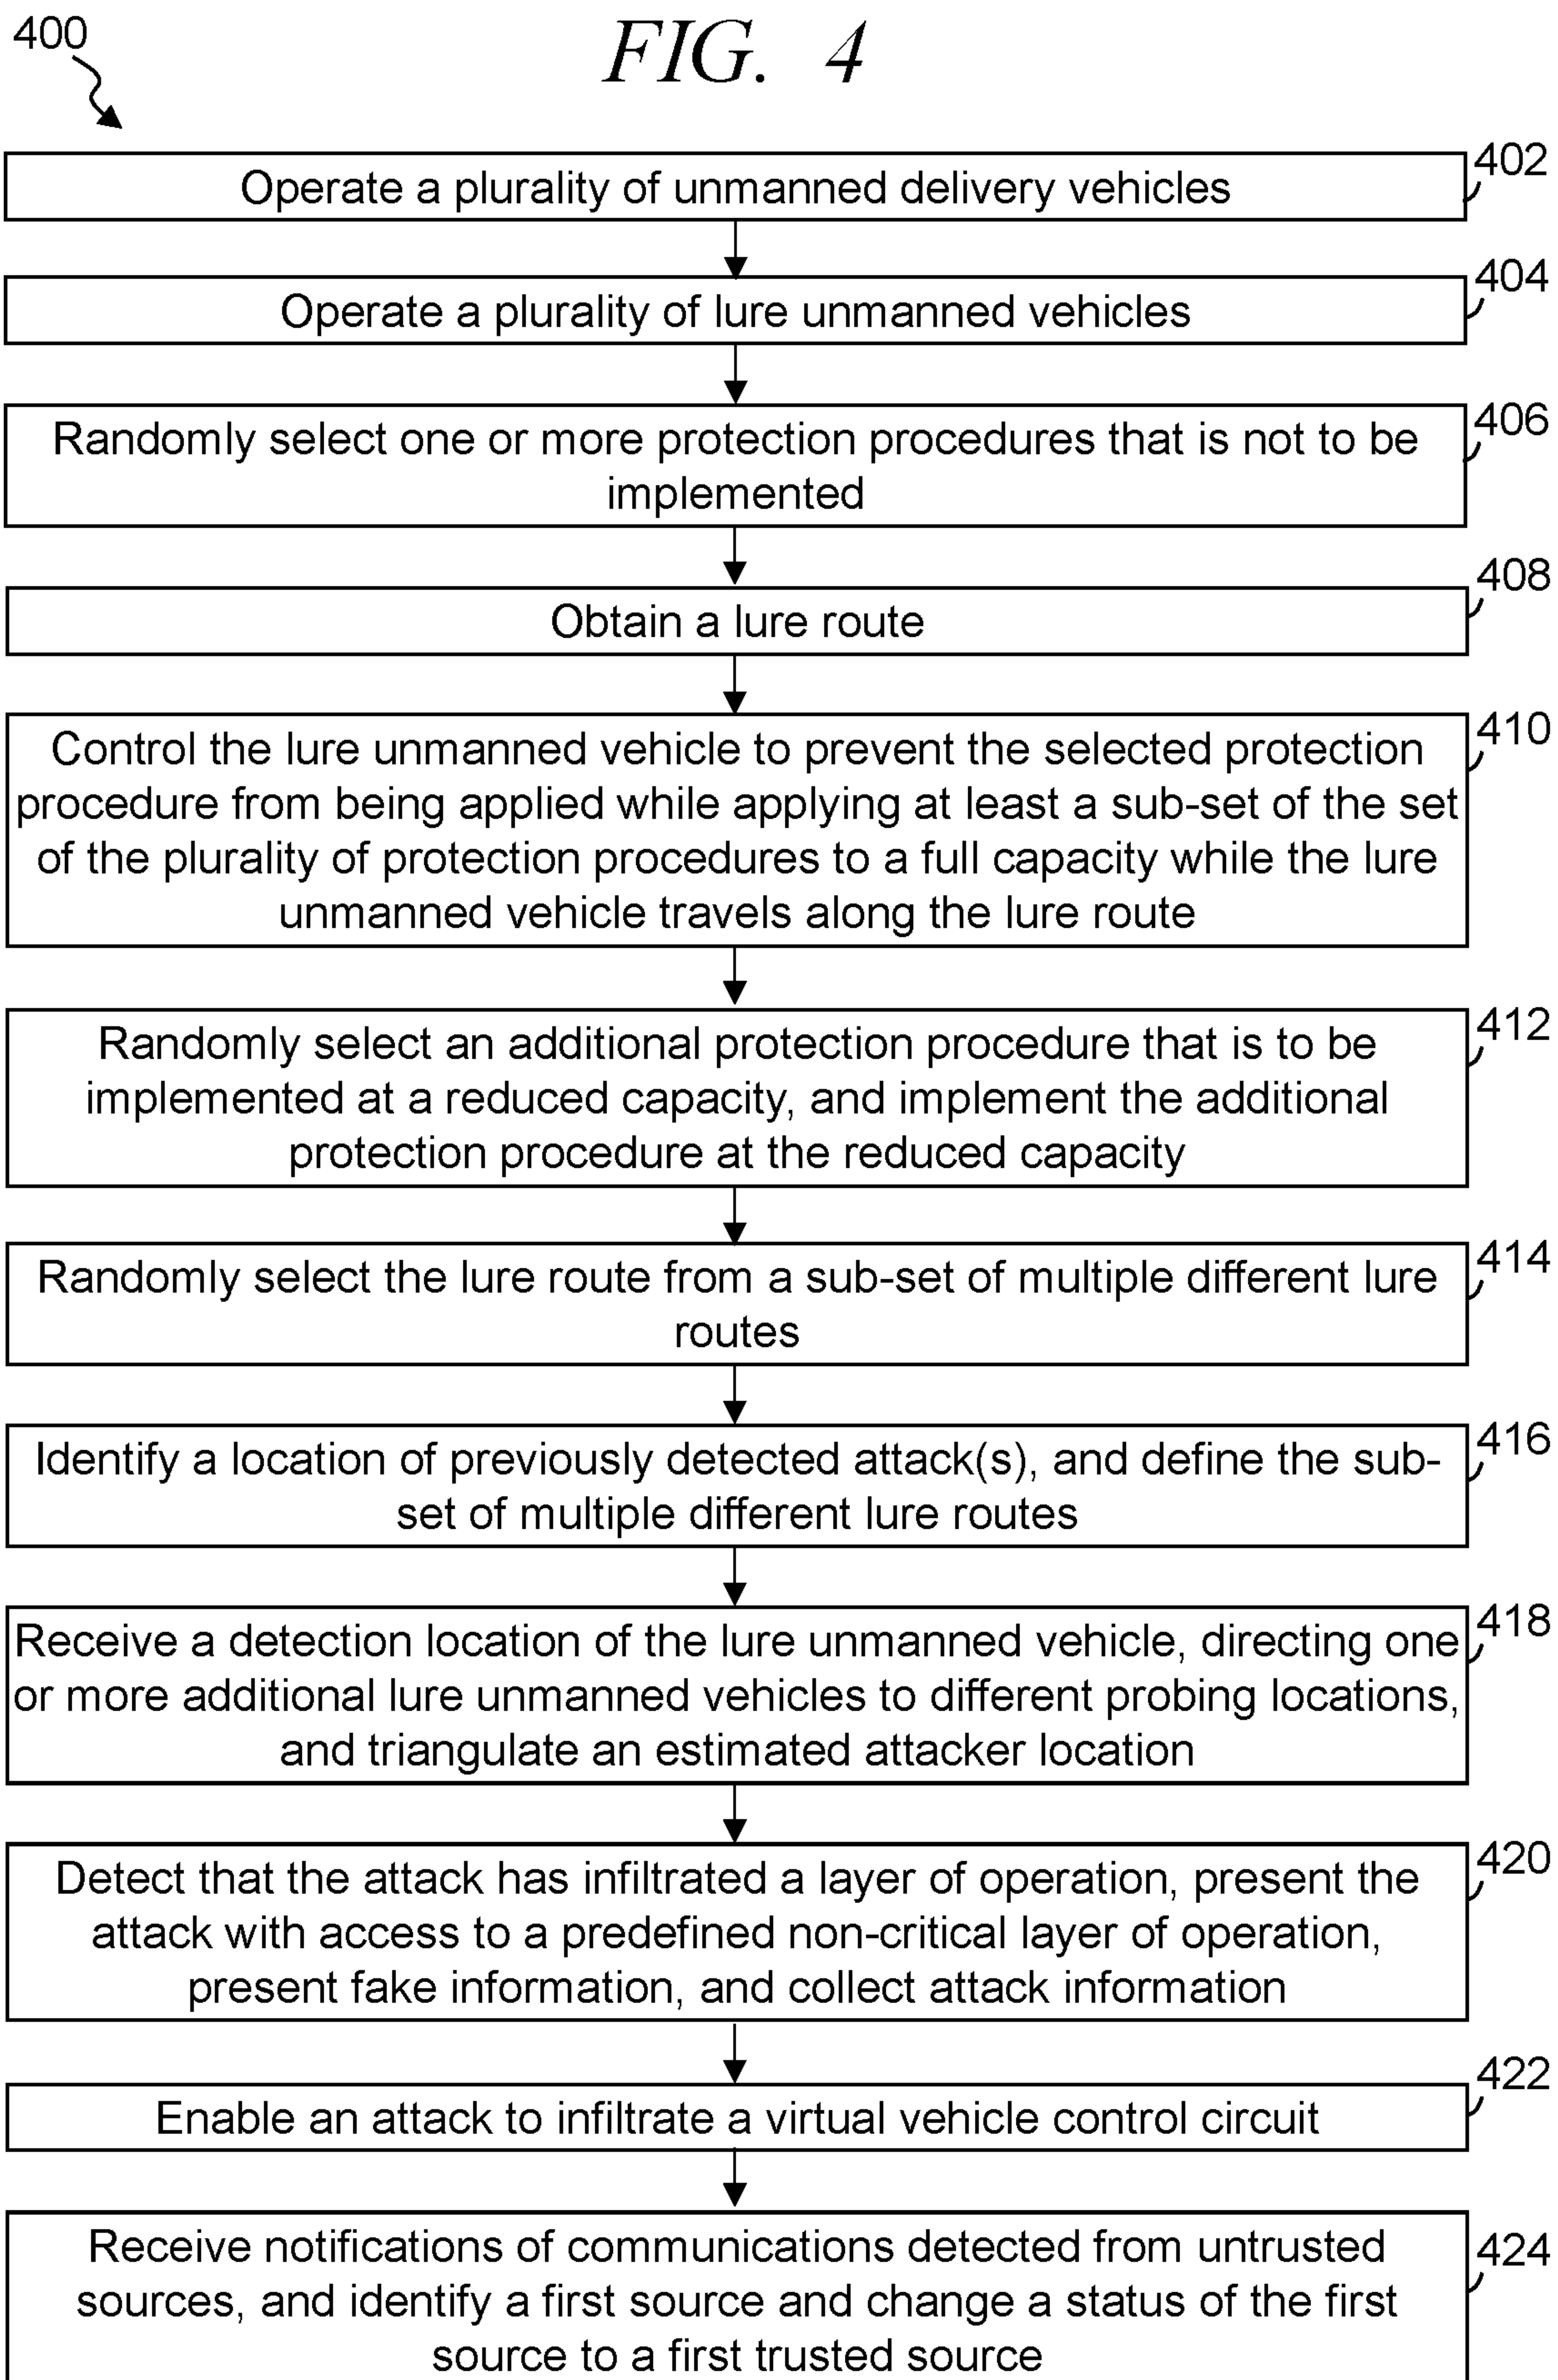 400
FIG. 4
402
Operate a plurality of unmanned delivery vehicles
404
Operate a plurality of lure unmanned vehicles
406
Randomly select one or more protection procedures that is not to be
implemented
408
Obtain a lure route
410
Control the lure unmanned vehicle to prevent the selected protection
procedure from being applied while applying at least a sub-set of the set
of the plurality of protection procedures to a full capacity while the lure
unmanned vehicle travels along the lure route
412
Randomly select an additional protection procedure that is to be
implemented at a reduced capacity, and implement the additional
protection procedure at the reduced capacity
414
Randomly select the lure route from a sub-set of multiple different lure
routes
416
Identify a location of previously detected attack(s), and define the sub-
set of multiple different lure routes
418
Receive a detection location of the lure unmanned vehicle, directing one
or more additional lure unmanned vehicles to different probing locations,
and triangulate an estimated attacker location
420
Detect that the attack has infiltrated a layer of operation, present the
attack with access to a predefined non-critical layer of operation,
present fake information, and collect attack information
422
Enable an attack to infiltrate a virtual vehicle control circuit
424
Receive notifications of communications detected from untrusted
sources, and identify a first source and change a status of the first
source to a first trusted source